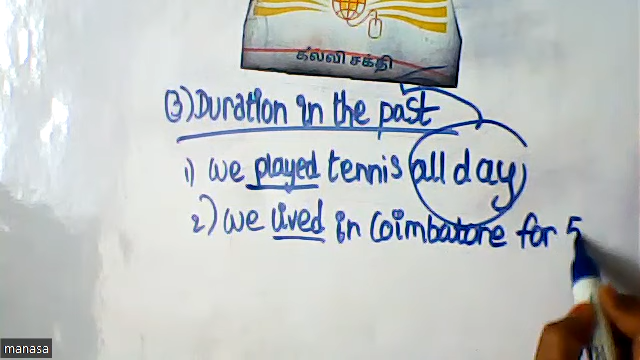 கல்வி சக்தி
(3) Duration in the past
1) we played tennis all day
2) we lived in Coimbatore for 5
manasa